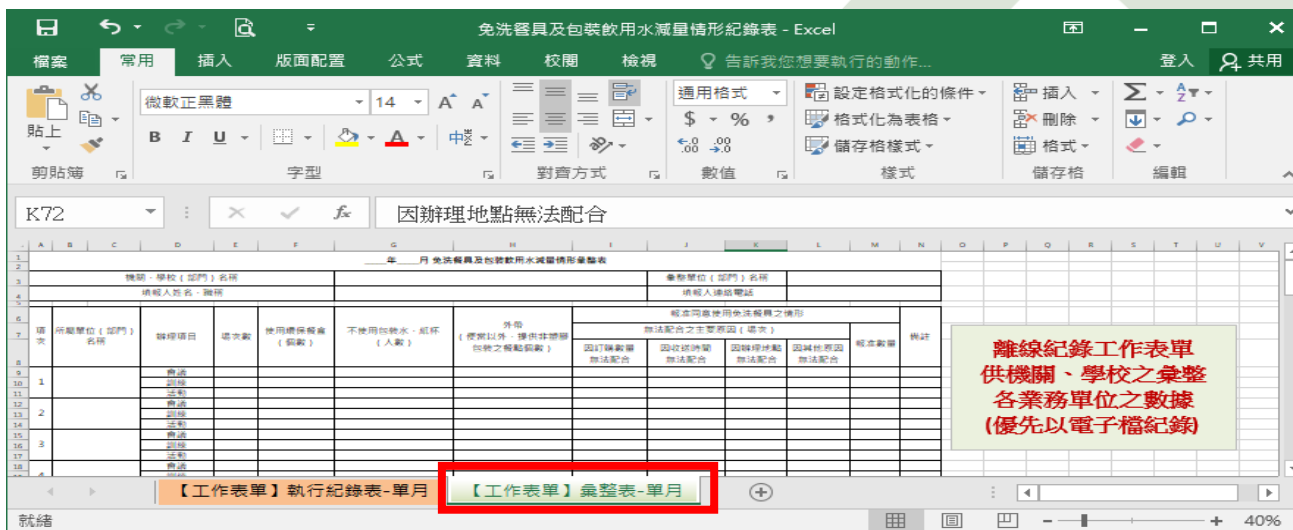 免洗餐具及包裝飲用水減量情形紀錄表 - Excel
檔案 常用 插入 版面配置 公式 資料 校閱 檢視 告訴我您想要執行的動作... 登入 共用
貼上
剪貼簿
微軟正黑體 14 A A
B I U A 中
字型
對齊方式
通用格式
$ % ,
.00 .0
數值
設定格式化的條件
格式化為表格
儲存格樣式
樣式
插入
刪除
格式
儲存格
編輯
K72 fx 因辦理地點無法配合
A B C D E F G H I J K L M N O P Q R S T U V
___年___月 免洗餐具及包裝飲用水減量情形彙整表
機關、學校(部門)名稱 彙整單位(部門)名稱
填報人姓名、職稱 填報人連絡電話
項次 所屬單位(部門)名稱 辦理項目 場次數 使用環保餐盒(個數) 不使用包裝水、紙杯(人數) 外帶(便當以外,提供非塑膠包裝之餐點個數) 報准同意使用免洗餐具之情形 備註
無法配合之主要原因(場次) 報准數量
因訂購數量無法配合 因收送時間無法配合 因辦理地點無法配合 因其他原因無法配合
1 會議
訓練
活動
2 會議
訓練
活動
3 會議
訓練
活動
會議
離線紀錄工作表單
供機關、學校之彙整
各業務單位之數據
(優先以電子檔紀錄)
【工作表單】執行紀錄表-單月 【工作表單】彙整表-單月
就緒 40%